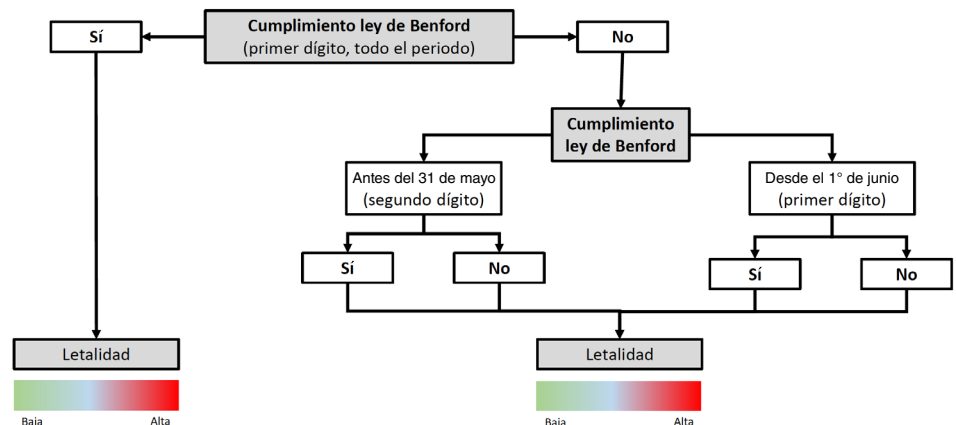 Cumplimiento ley de Benford
(primer dígito, todo el periodo)
Sí
No
Cumplimiento
ley de Benford
Antes del 31 de mayo
(segundo dígito)
Desde el 1° de junio
(primer dígito)
Sí
No
Sí
No
Letalidad
Letalidad
Baja
Alta
Baja
Alta